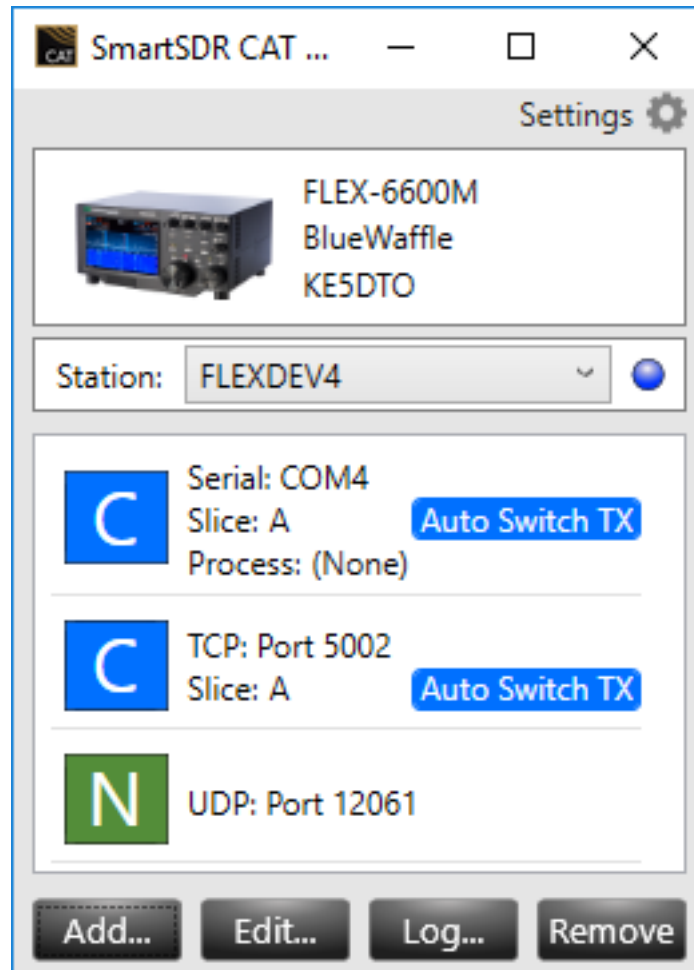 CAT SmartSDR CAT ...
Settings
FLEX-6600M
BlueWaffle
KE5DTO
Station: FLEXDEV4
C
Serial: COM4
Slice: A Auto Switch TX
Process: (None)
C
TCP: Port 5002
Slice: A Auto Switch TX
N
UDP: Port 12061
Add... Edit... Log... Remove